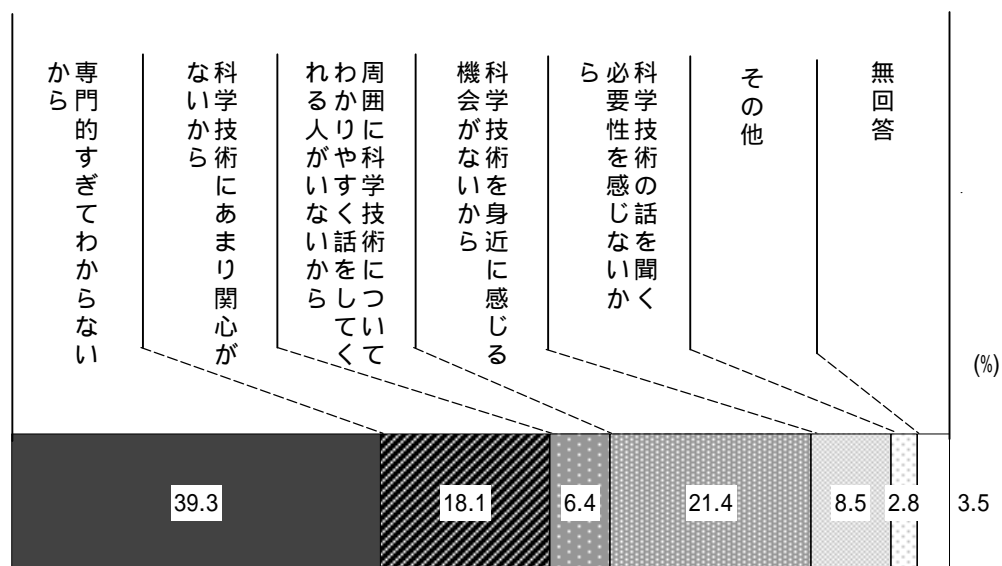 専門的すぎてわからない
から
科学技術にあまり関心が
ないから
周囲に科学技術について
わかりやすく話をしてく
れる人がいないから
科学技術を身近に感じる
機会がないから
科学技術の話を聞く
必要性を感じないか
ら
その他
無回答
(%)
39.3
18.1
6.4
21.4
8.5
2.8
3.5